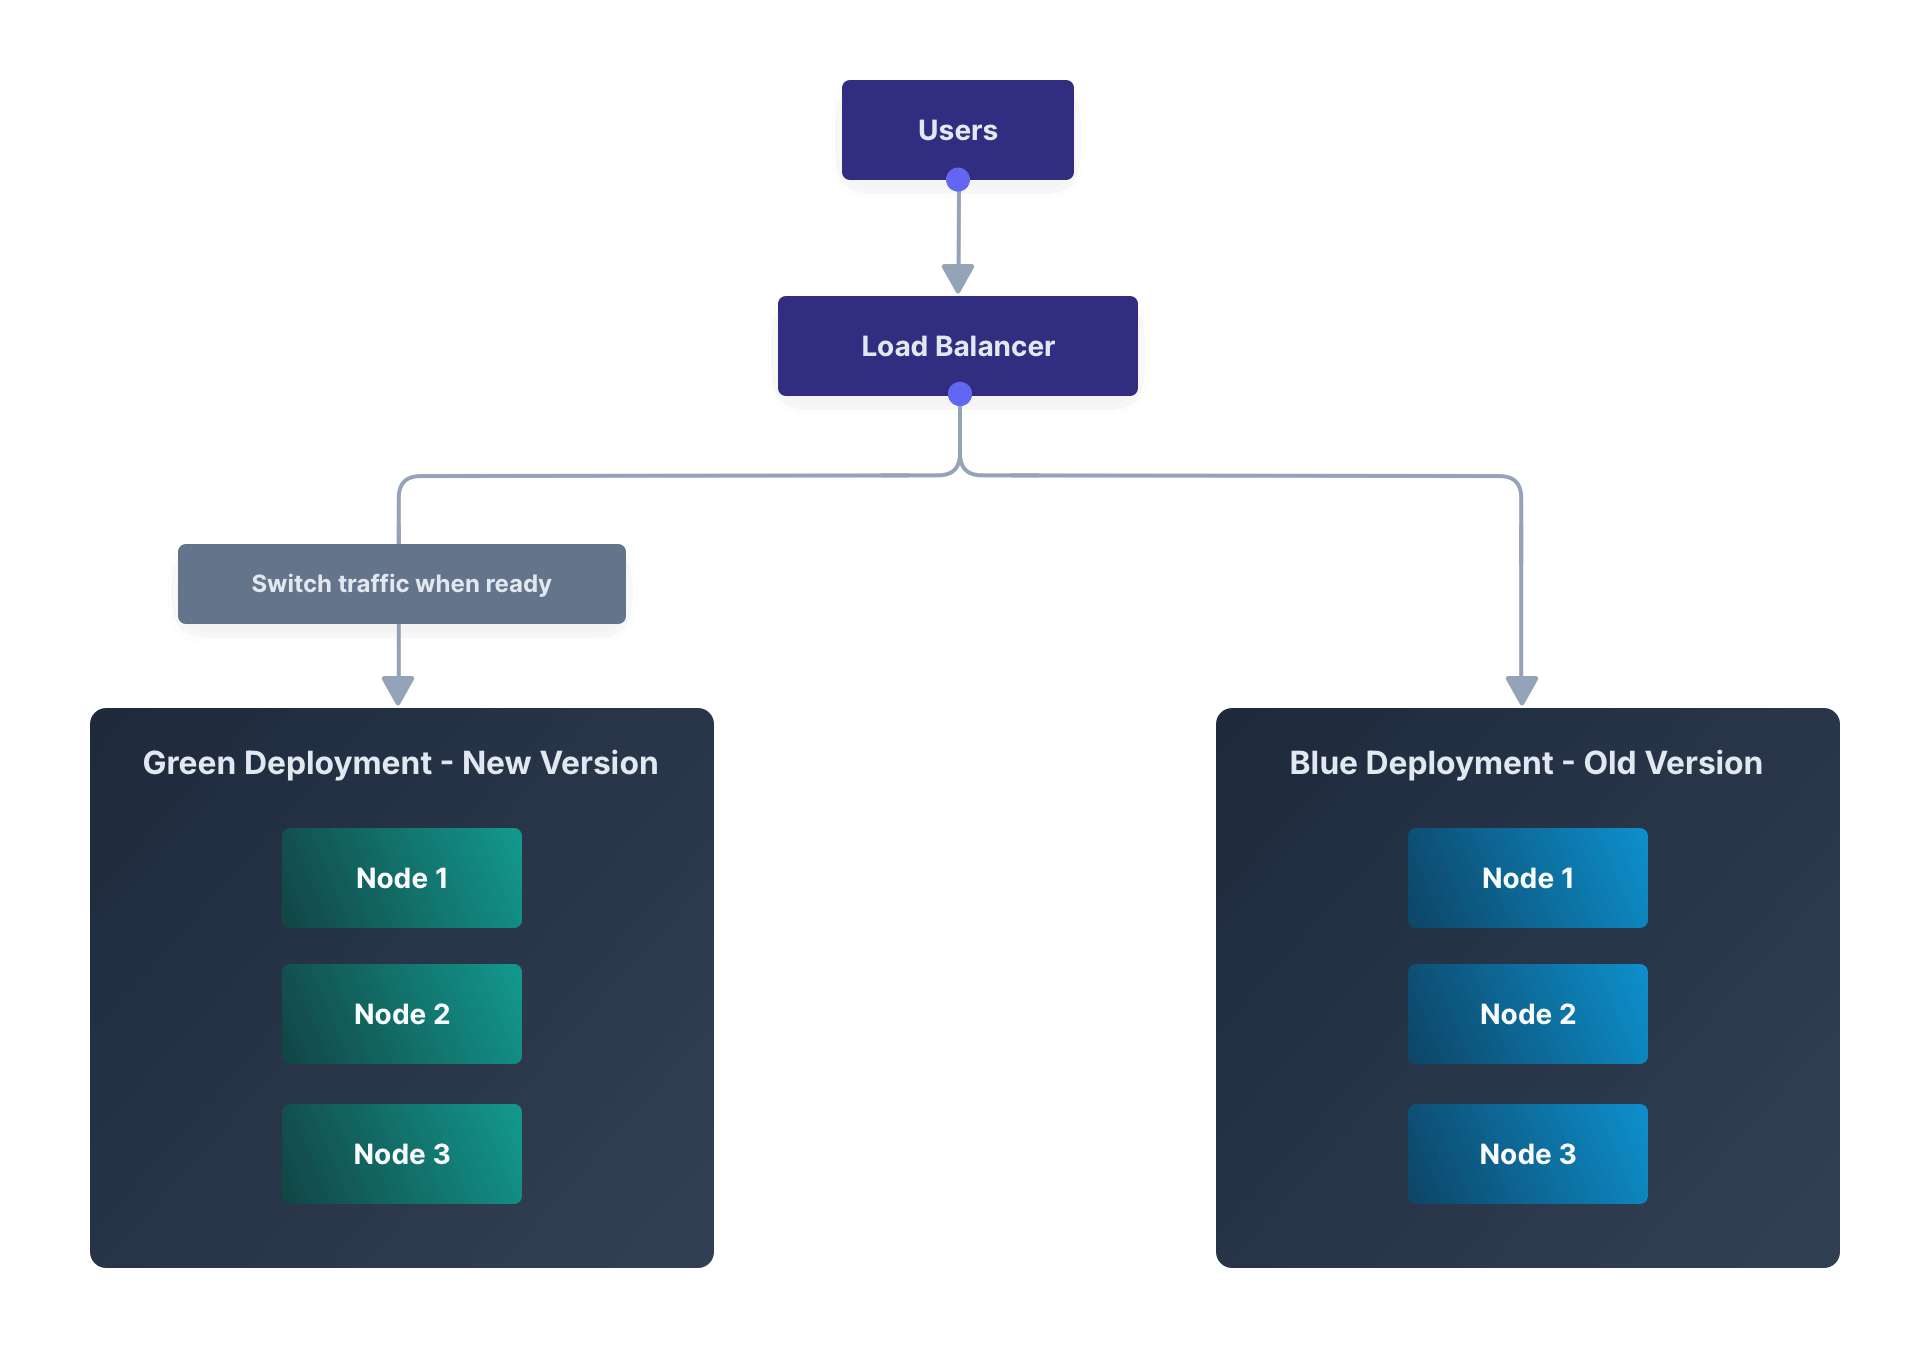 Users
Load Balancer
Switch traffic when ready
Green Deployment - New Version
Node 1
Node 2
Node 3
Blue Deployment - Old Version
Node 1
Node 2
Node 3